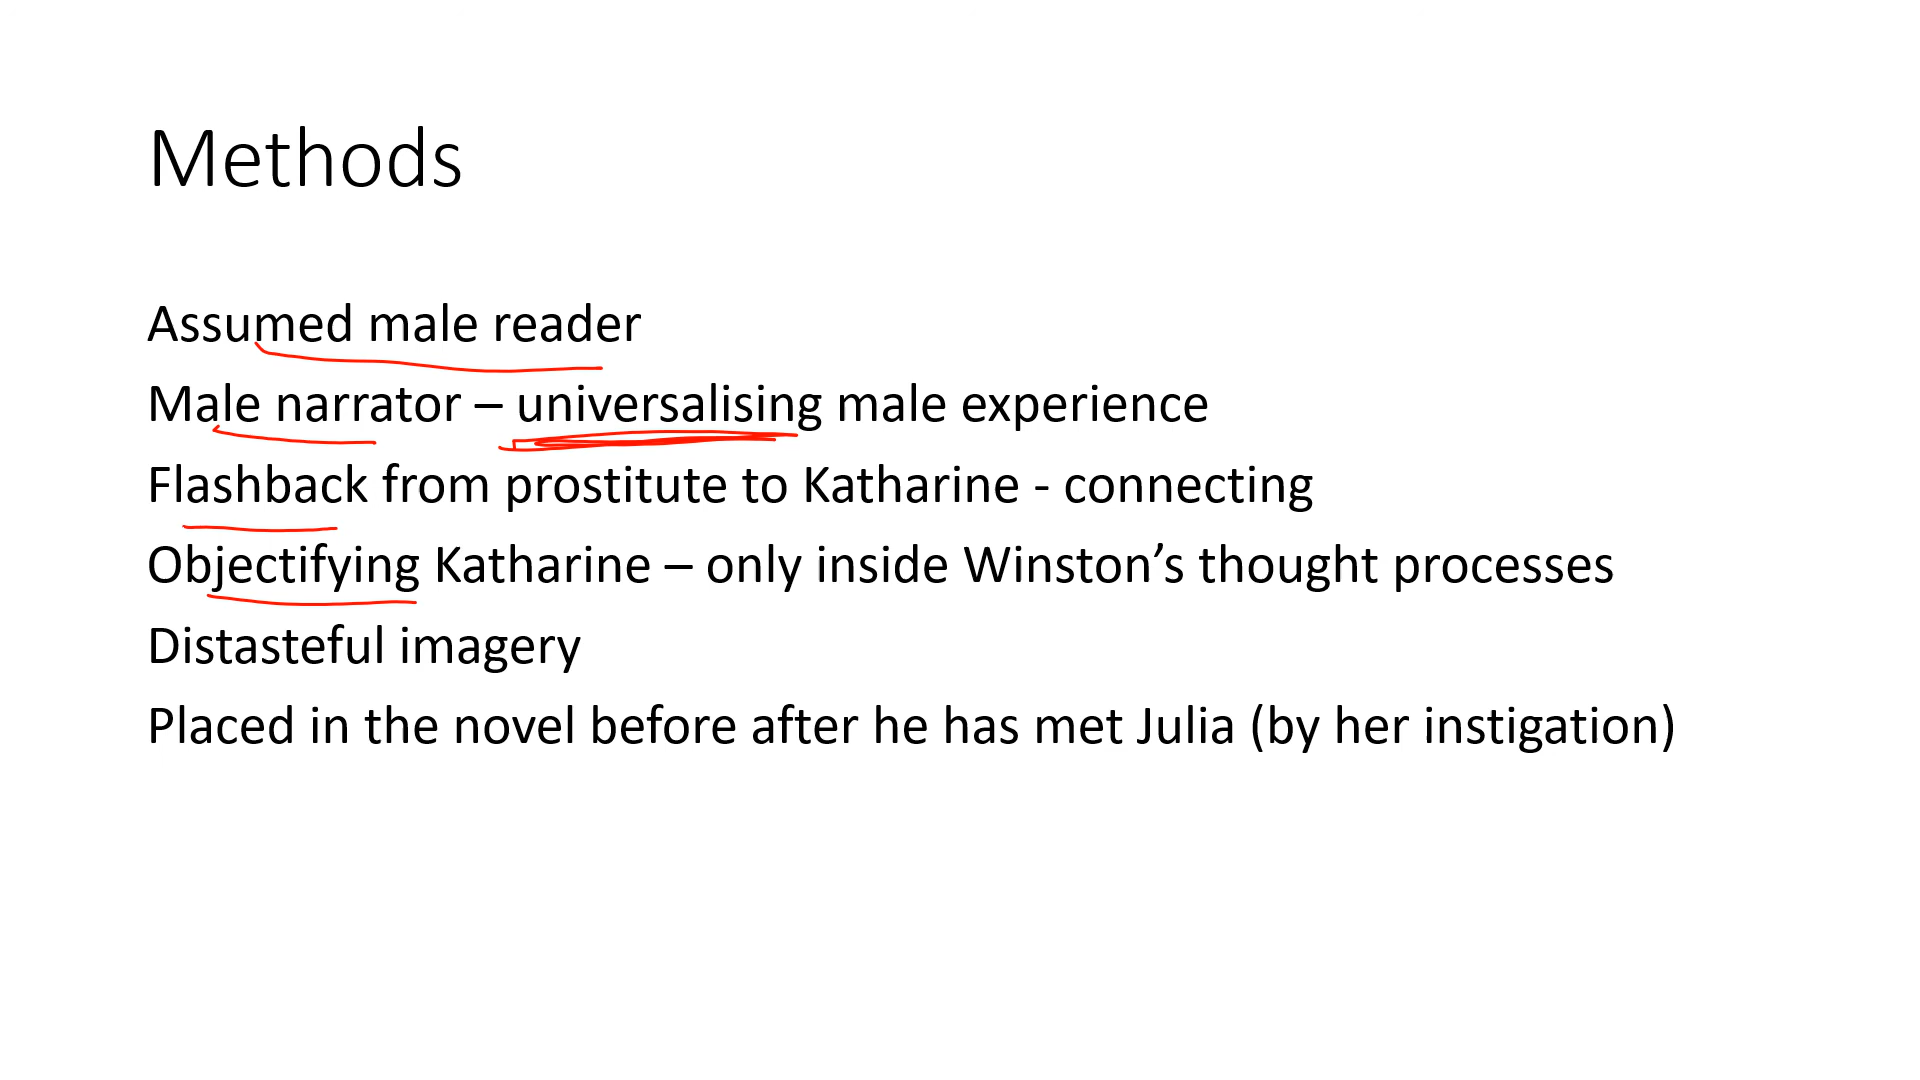 Methods
Assumed male reader
Male narrator – universalising male experience
Flashback from prostitute to Katharine - connecting
Objectifying Katharine – only inside Winston’s thought processes
Distasteful imagery
Placed in the novel before after he has met Julia (by her instigation)